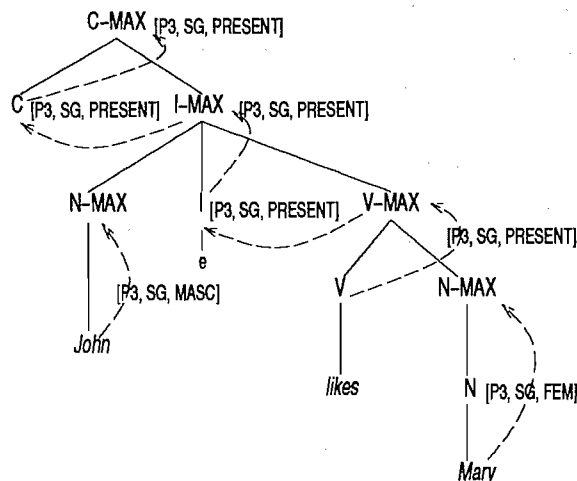 C-MAX [P3, SG, PRESENT]
C [P3, SG, PRESENT] I-MAX [P3, SG, PRESENT]
N-MAX I [P3, SG, PRESENT] V-MAX [P3, SG, PRESENT]
e
[P3, SG, MASC] V N-MAX
John
likes N [P3, SG, FEM]
Mary